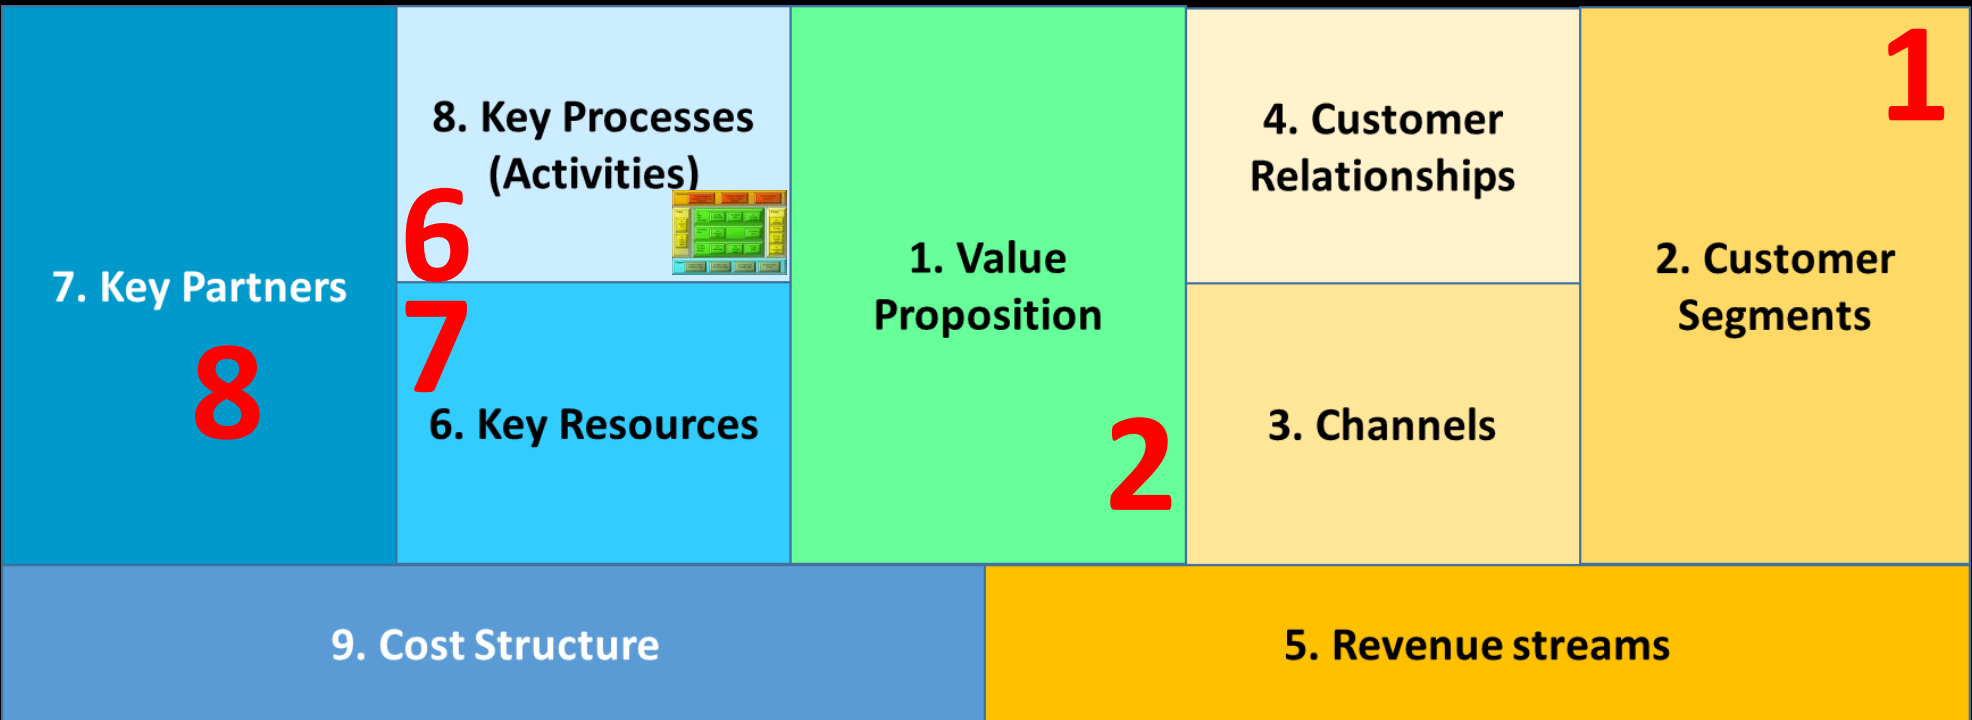 7. Key Partners
8
8. Key Processes
(Activities)
6
7
6. Key Resources
1. Value
Proposition
2
4. Customer
Relationships
3. Channels
1
2. Customer
Segments
9. Cost Structure
5. Revenue streams